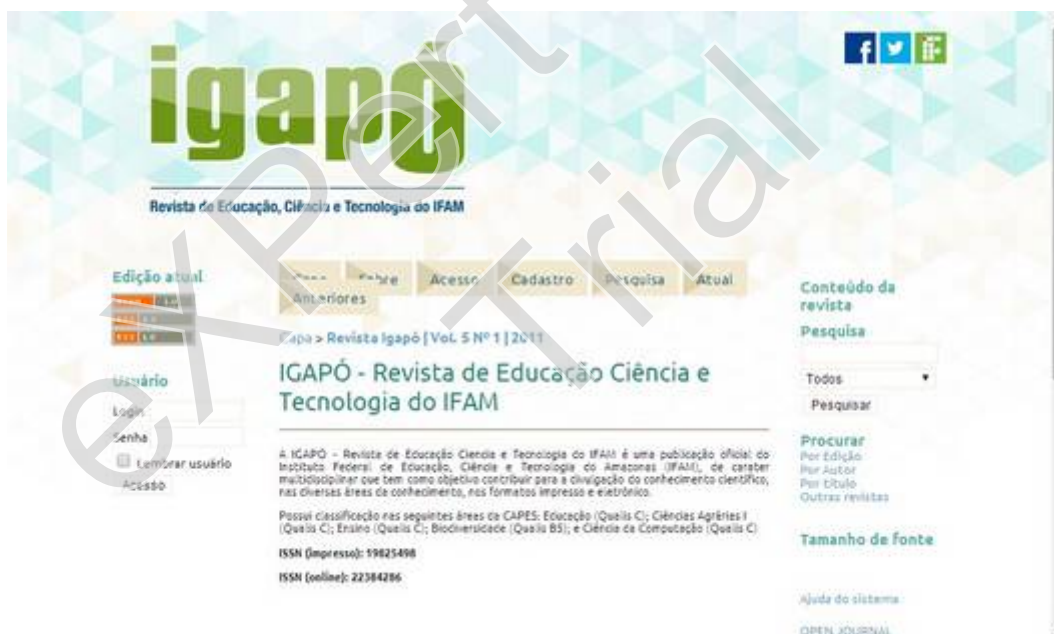 igapó
Revista de Educação, Ciência e Tecnologia do IFAM
Edição atual
Usuário
Login
Senha
Lembrar usuário
Acesso
Capa Sobre Acesso Cadastro Pesquisa Atual
Anteriores
Capa > Revista Igapó | Vol. 5 Nº 1 | 2011
IGAPÓ - Revista de Educação Ciência e
Tecnologia do IFAM
A IGAPÓ - Revista de Educação Ciencia e Tecnologia do IFAM é uma publicação oficial do
Instituto Federal de Educação, Ciência e Tecnologia do Amazonas (IFAM), de carater
multidisciplinar que tem como objetivo contribuir para a divulgação do conhecimento científico,
nas diversas áreas de conhecimento, nos formatos impresso e eletrônico.
Possui classificação nas seguintes áreas da CAPES: Educação (Qualis C); Ciências Agrárias I
(Qualis C); Ensino (Qualis C); Biodiversidade (Qualis B5); e Ciência da Computação (Qualis C)
ISSN (impresso): 19825498
ISSN (online): 22384286
Conteúdo da
revista
Pesquisa
Todos
Pesquisar
Procurar
Por Edição
Por Autor
Por título
Outras revistas
Tamanho de fonte
Ajuda do sistema
OPEN JOURNAL
eXPert
Trial